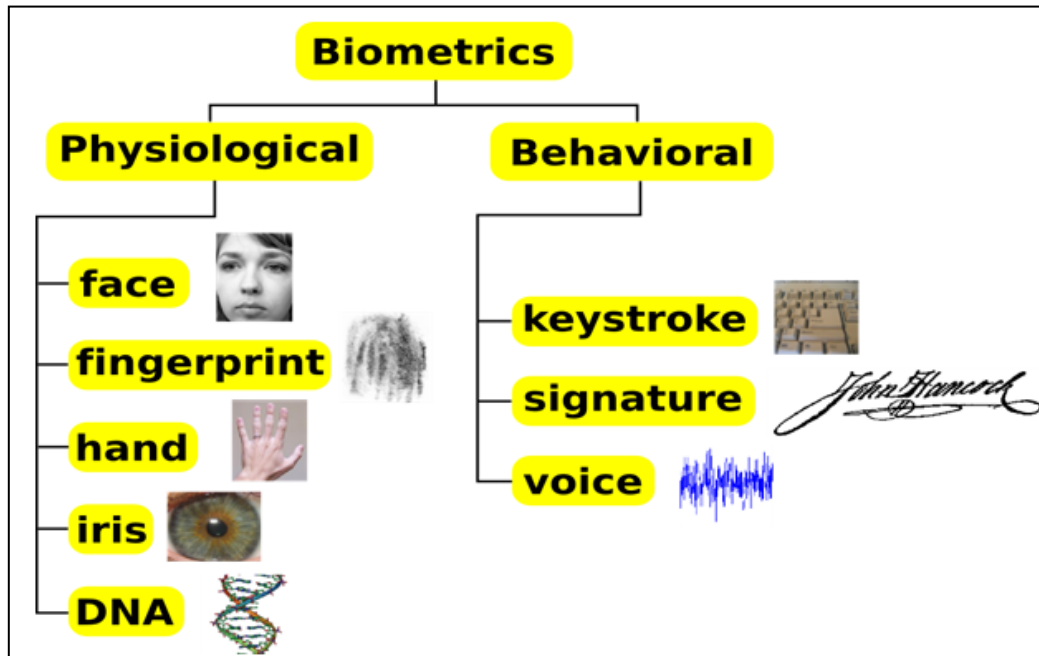 Biometrics
Physiological
Behavioral
face
fingerprint
hand
iris
DNA
keystroke
signature
John Hancock
voice